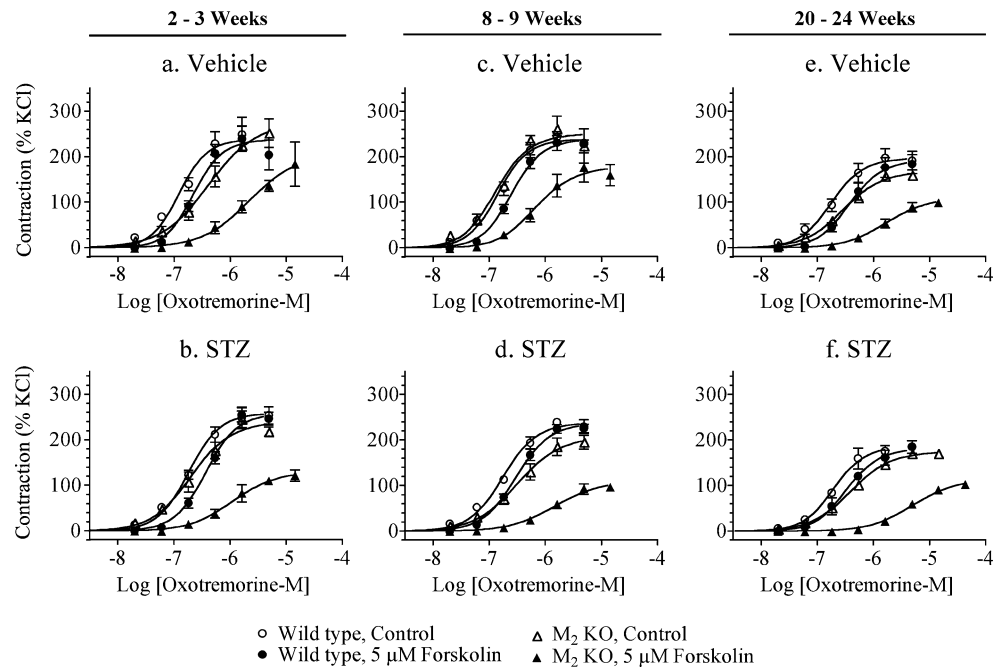 2 - 3 Weeks
8 - 9 Weeks
20 - 24 Weeks
a. Vehicle
c. Vehicle
e. Vehicle
Contraction (% KCl)
300
200
100
0
300
200
100
0
300
200
100
0
-8 -7 -6 -5 -4
-8 -7 -6 -5 -4
-8 -7 -6 -5 -4
Log [Oxotremorine-M]
Log [Oxotremorine-M]
Log [Oxotremorine-M]
b. STZ
d. STZ
f. STZ
Contraction (% KCl)
300
200
100
0
300
200
100
0
300
200
100
0
-8 -7 -6 -5 -4
-8 -7 -6 -5 -4
-8 -7 -6 -5 -4
Log [Oxotremorine-M]
Log [Oxotremorine-M]
Log [Oxotremorine-M]
Wild type, Control
M₂ KO, Control
Wild type, 5 μM Forskolin
M₂ KO, 5 μM Forskolin